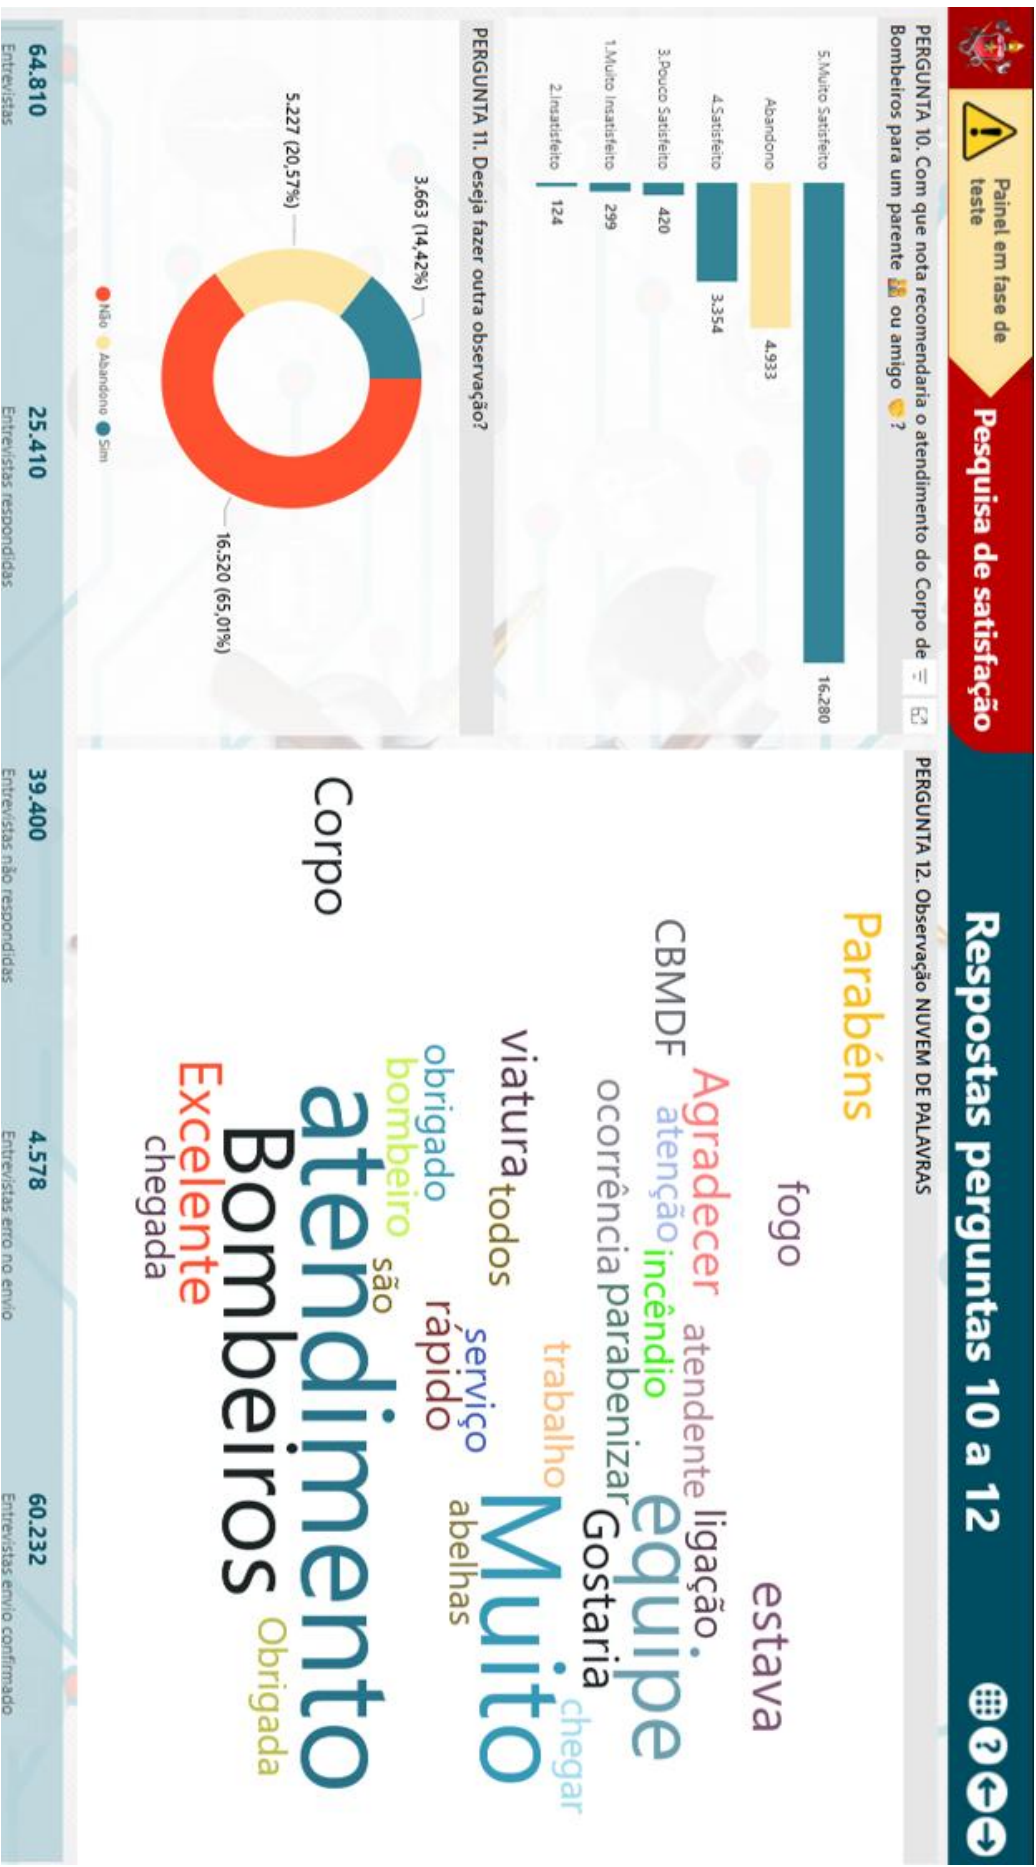 Painel em fase de
teste
Pesquisa de satisfação
Respostas perguntas 10 a 12
?
PERGUNTA 10. Com que nota recomendaria o atendimento do Corpo de
Bombeiros para um parente ou amigo ?
5.Muito Satisfeito 16.280
Abandono 4.933
4.Satisfeito 3.354
3.Pouco Satisfeito 420
1.Muito Insatisfeito 299
2.Insatisfeito 124
PERGUNTA 11. Deseja fazer outra observação?
3.663 (14,42%)
5.227 (20,57%)
16.520 (65,01%)
Não Abandono Sim
PERGUNTA 12. Observação NUVEM DE PALAVRAS
Parabéns
fogo
estava
Agradecer
atendente
ligação
CBMDF
atenção
incêndio
equipe
ocorrência
parabenizar
Gostaria
chegar
trabalho
viatura
todos
Muito
serviço
abelhas
obrigado
rápido
bombeiro
são
atendimento
Corpo
Bombeiros
Obrigada
Excelente
chegada
64.810
Entrevistas
25.410
Entrevistas respondidas
39.400
Entrevistas não respondidas
4.578
Entrevistas erro no envio
60.232
Entrevistas envio confirmado